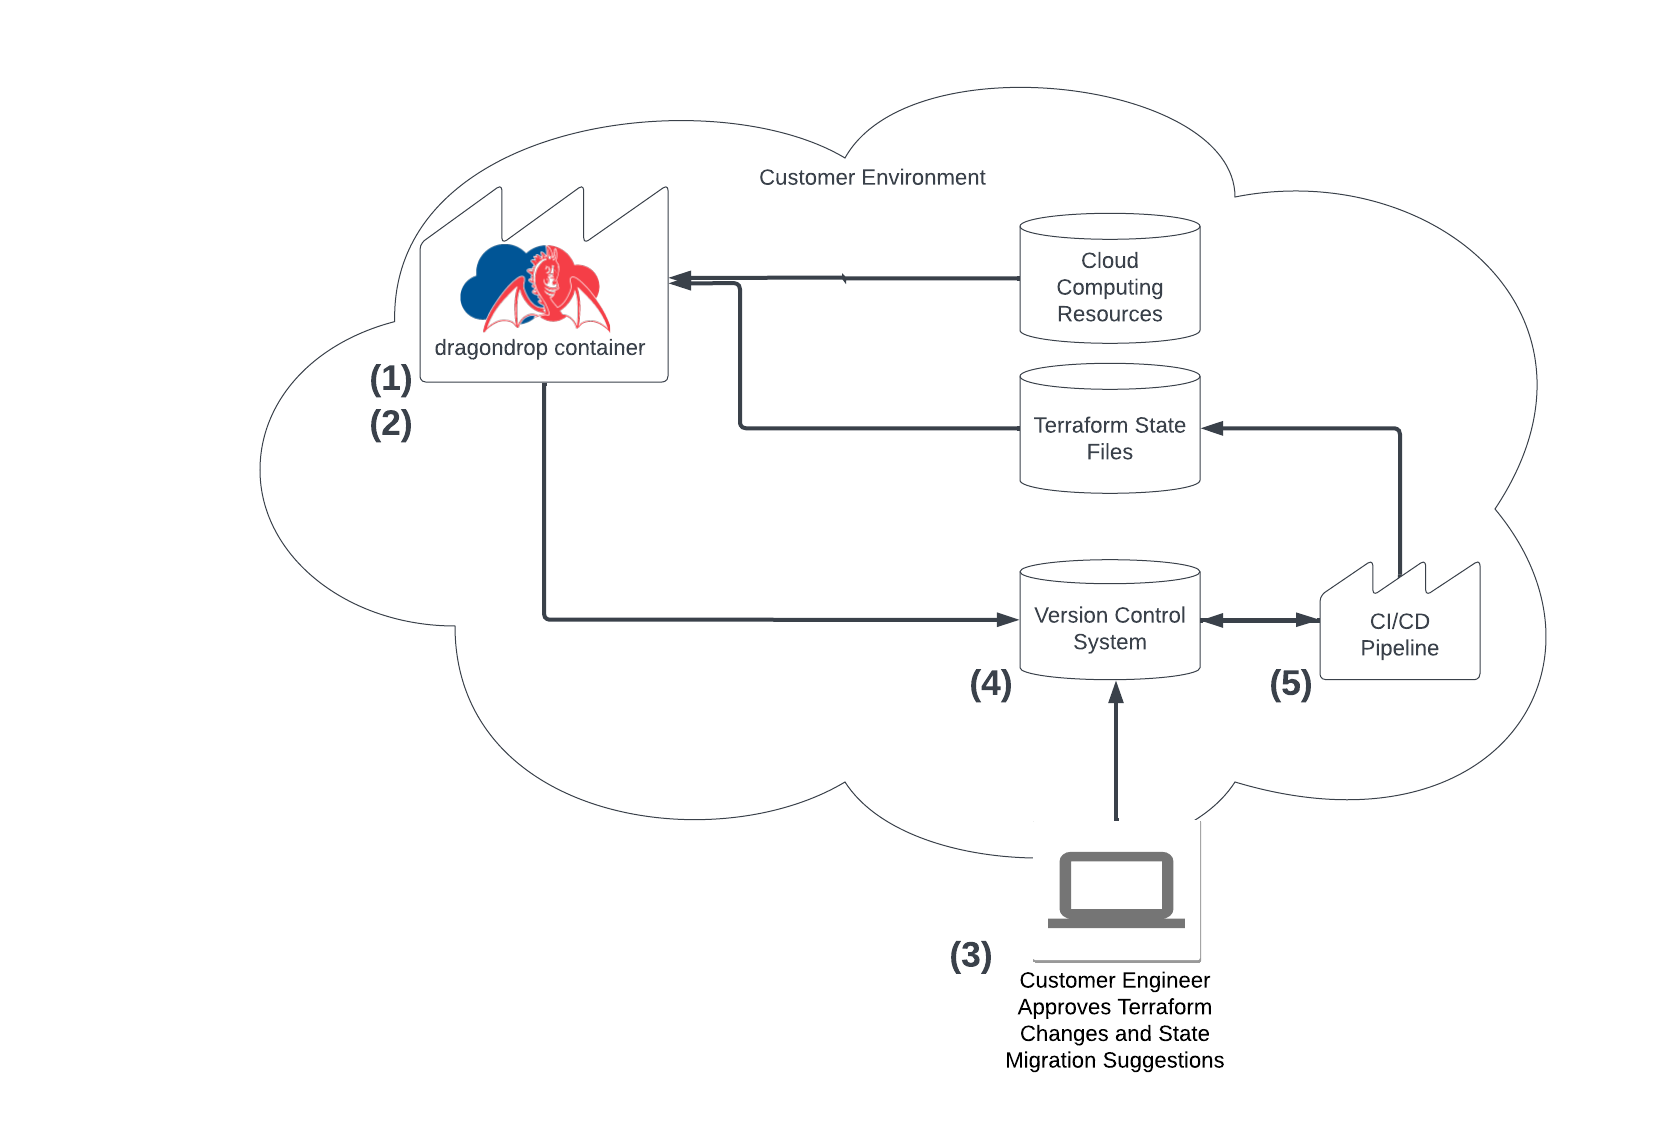 Customer Environment
dragondrop container
(1)
(2)
Cloud
Computing
Resources
Terraform State
Files
Version Control
System
(4)
CI/CD
Pipeline
(5)
(3)
Customer Engineer
Approves Terraform
Changes and State
Migration Suggestions